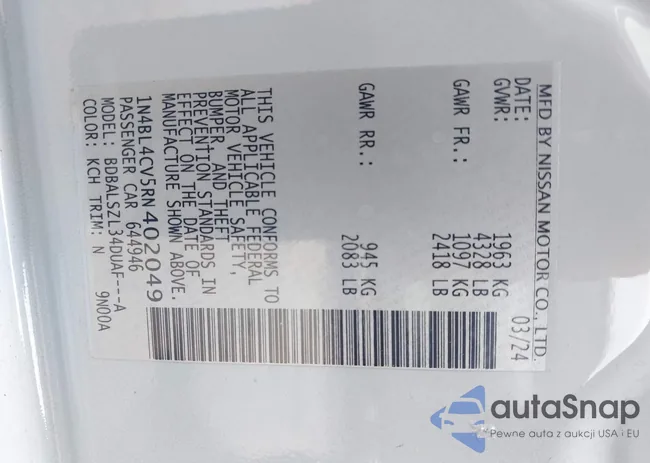 MFD BY NISSAN MOTOR CO., LTD.
DATE: 03/24
GVWR: 1963 KG
4328 LB
GAWR FR.: 1097 KG
2418 LB
GAWR RR.: 945 KG
2083 LB
THIS VEHICLE CONFORMS TO
ALL APPLICABLE FEDERAL
MOTOR VEHICLE SAFETY,
BUMPER, AND THEFT
PREVENTION STANDARDS IN
EFFECT ON THE DATE OF
MANUFACTURE SHOWN ABOVE.
1N4BL4CV5RN402049
PASSENGER CAR 644946
MODEL: BDBALSZL34DUAF---A
COLOR: KCH TRIM: N 9N00A
autaSnap
Pewne auta z aukcji USA i EU